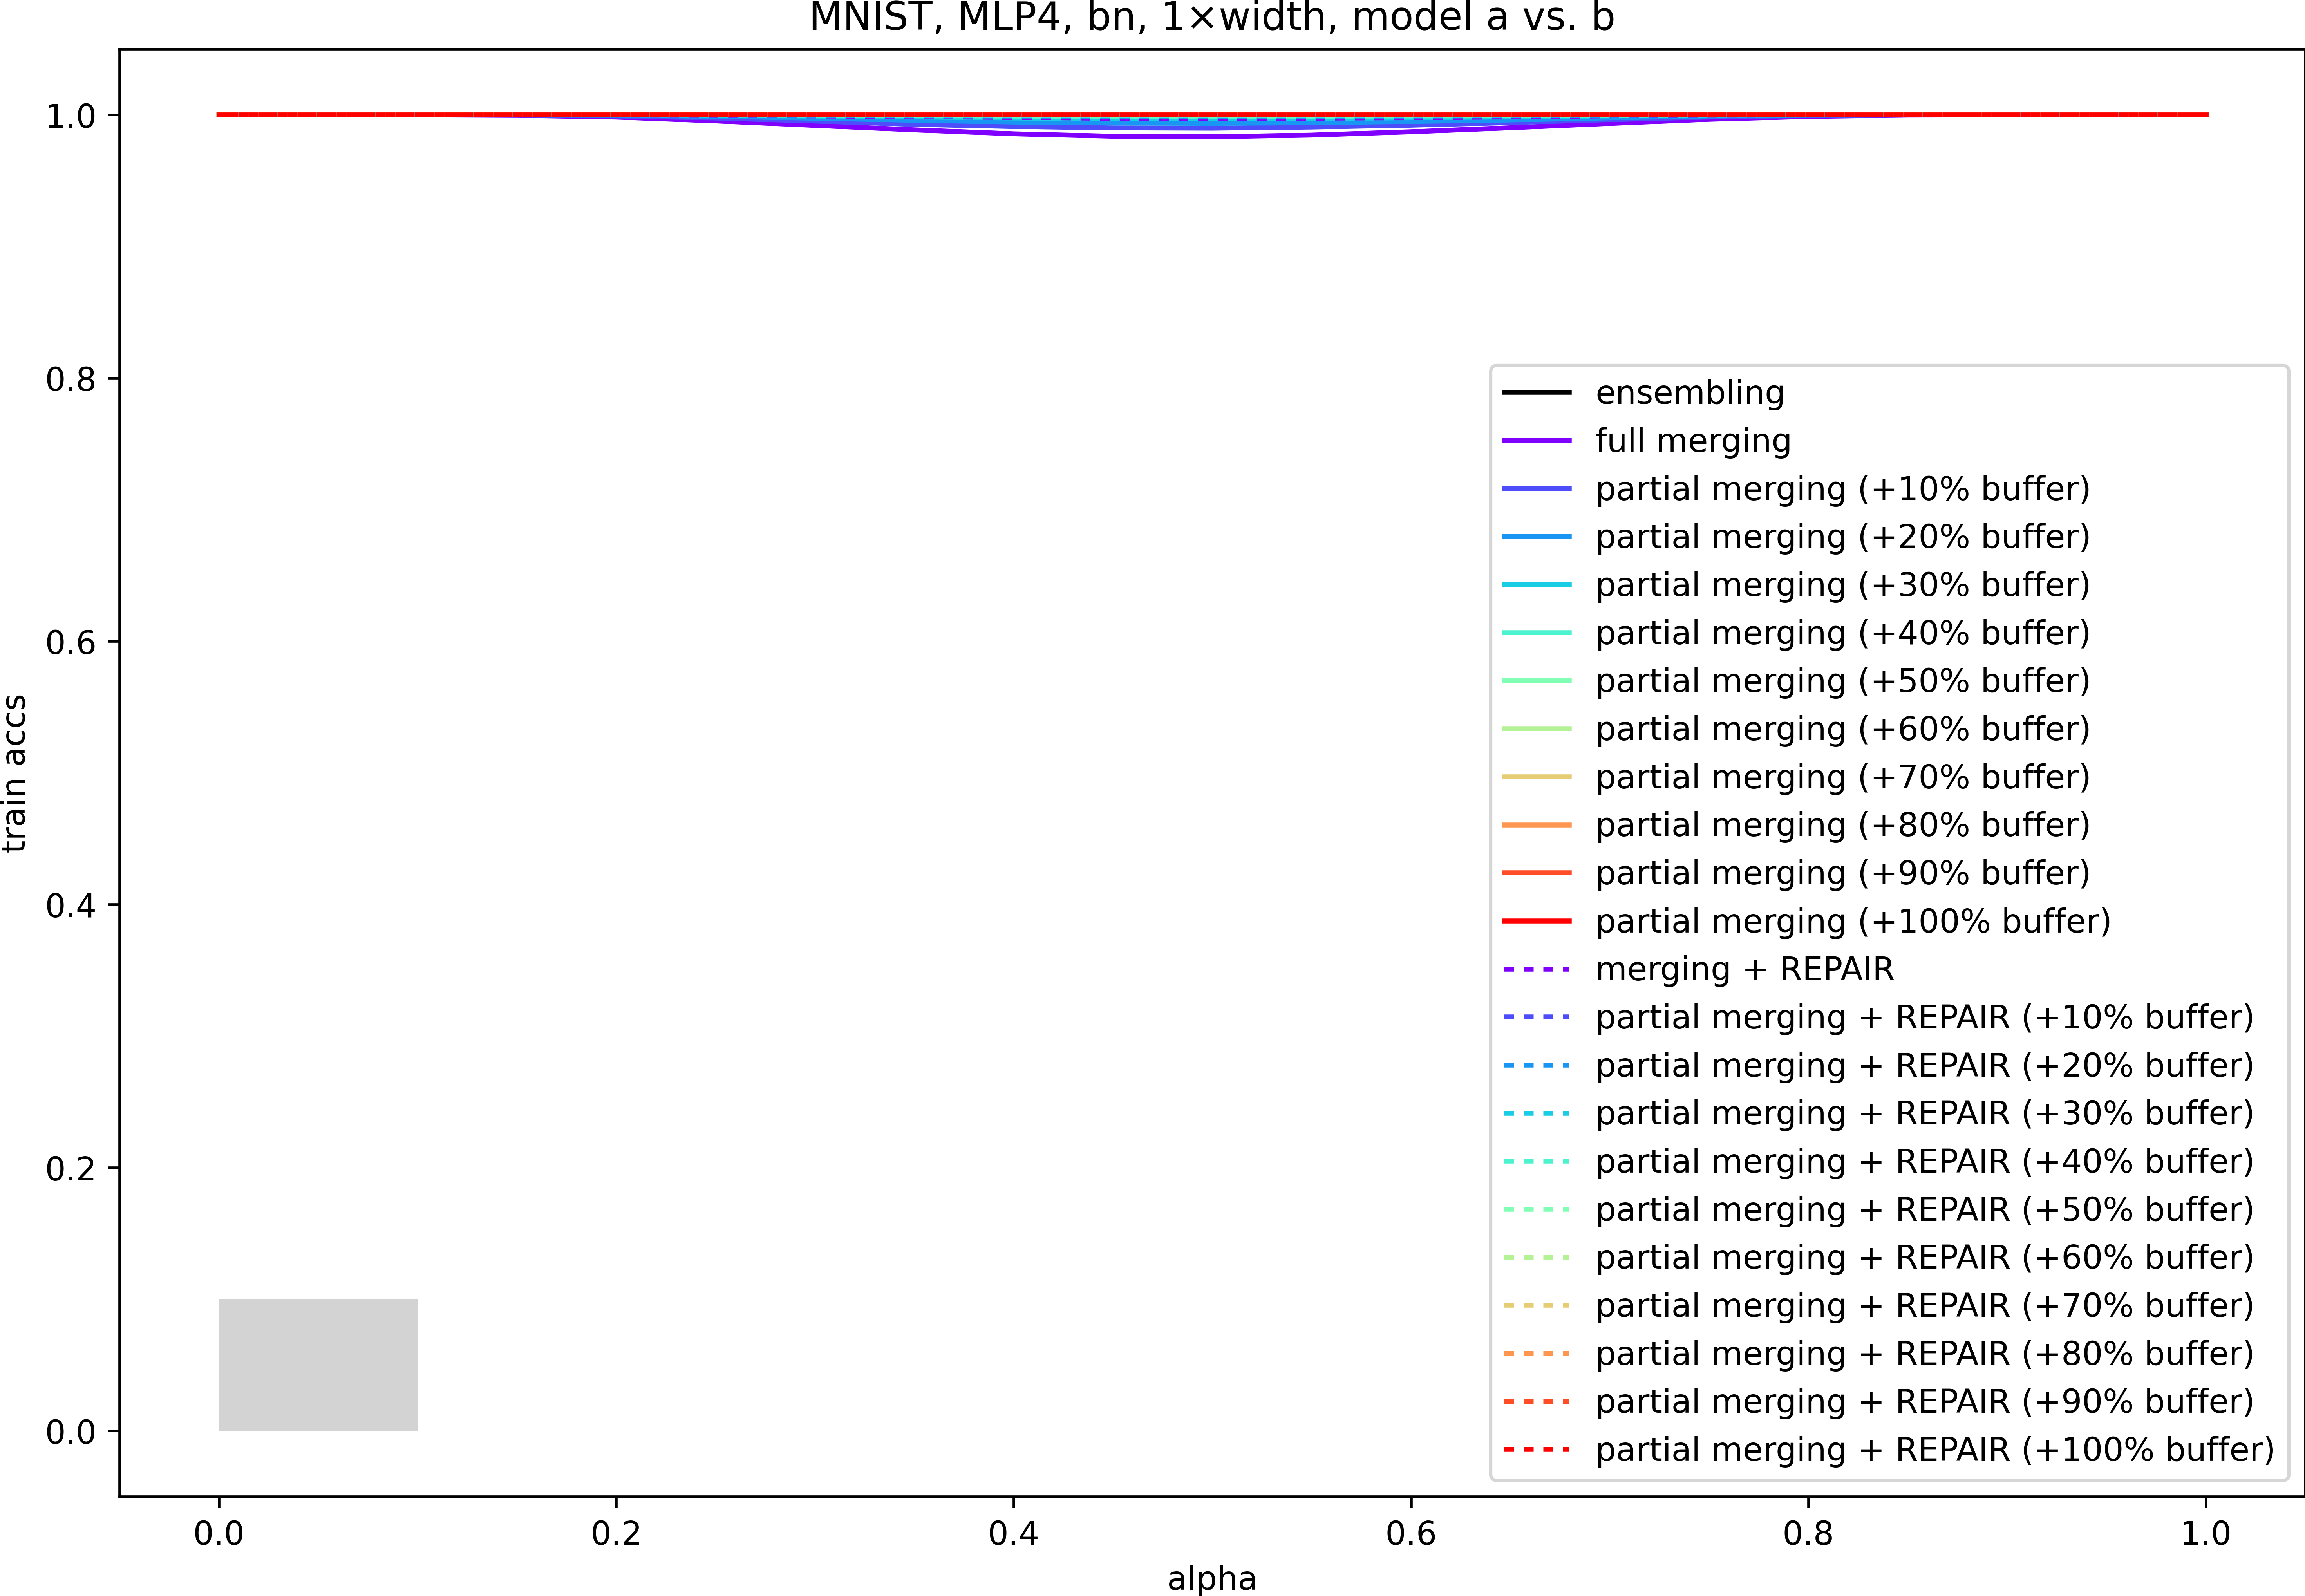 MNIST, MLP4, bn, 1×width, model a vs. b
1.0
0.8
0.6
0.4
0.2
0.0
train accs
ensembling
full merging
partial merging (+10% buffer)
partial merging (+20% buffer)
partial merging (+30% buffer)
partial merging (+40% buffer)
partial merging (+50% buffer)
partial merging (+60% buffer)
partial merging (+70% buffer)
partial merging (+80% buffer)
partial merging (+90% buffer)
partial merging (+100% buffer)
merging + REPAIR
partial merging + REPAIR (+10% buffer)
partial merging + REPAIR (+20% buffer)
partial merging + REPAIR (+30% buffer)
partial merging + REPAIR (+40% buffer)
partial merging + REPAIR (+50% buffer)
partial merging + REPAIR (+60% buffer)
partial merging + REPAIR (+70% buffer)
partial merging + REPAIR (+80% buffer)
partial merging + REPAIR (+90% buffer)
partial merging + REPAIR (+100% buffer)
0.0 0.2 0.4 0.6 0.8 1.0
alpha